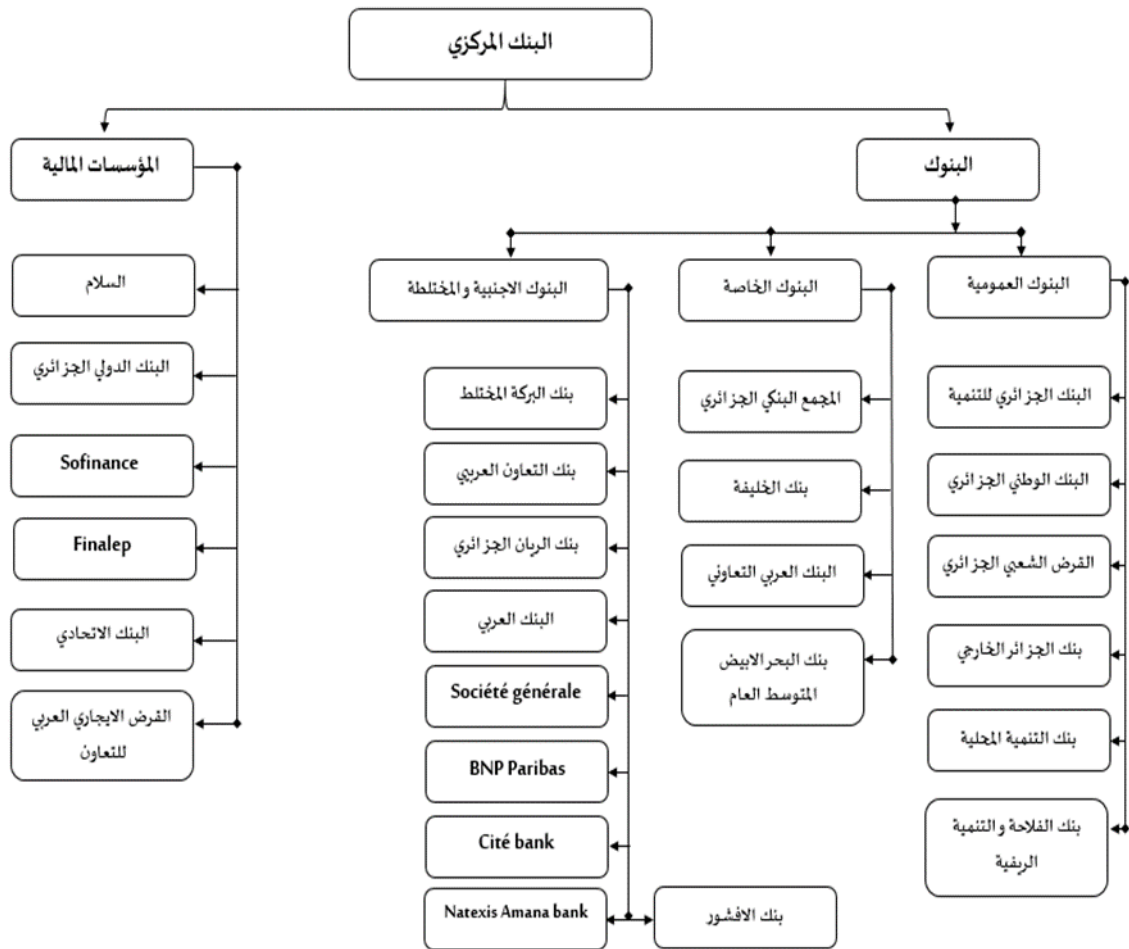 البنك المركزي
البنوك
المؤسسات المالية
البنوك العمومية
البنوك الخاصة
البنوك الاجنبية والمختلطة
البنك الجزائري للتنمية
البنك الوطني الجزائري
القرض الشعبي الجزائري
بنك الجزائر الخارجي
بنك التنمية المحلية
بنك الفلاحة والتنمية
الريفية
المجمع البنكي الجزائري
بنك الخليفة
البنك العربي التعاوني
بنك البحر الابيض
المتوسط العام
بنك البركة المختلط
بنك التعاون العربي
بنك الريان الجزائري
البنك العربي
Société générale
BNP Paribas
Cité bank
Natexis Amana bank
بنك الافشور
السلام
البنك الدولي الجزائري
Sofinance
Finalep
البنك الاتحادي
القرض الايجاري العربي
للتعاون